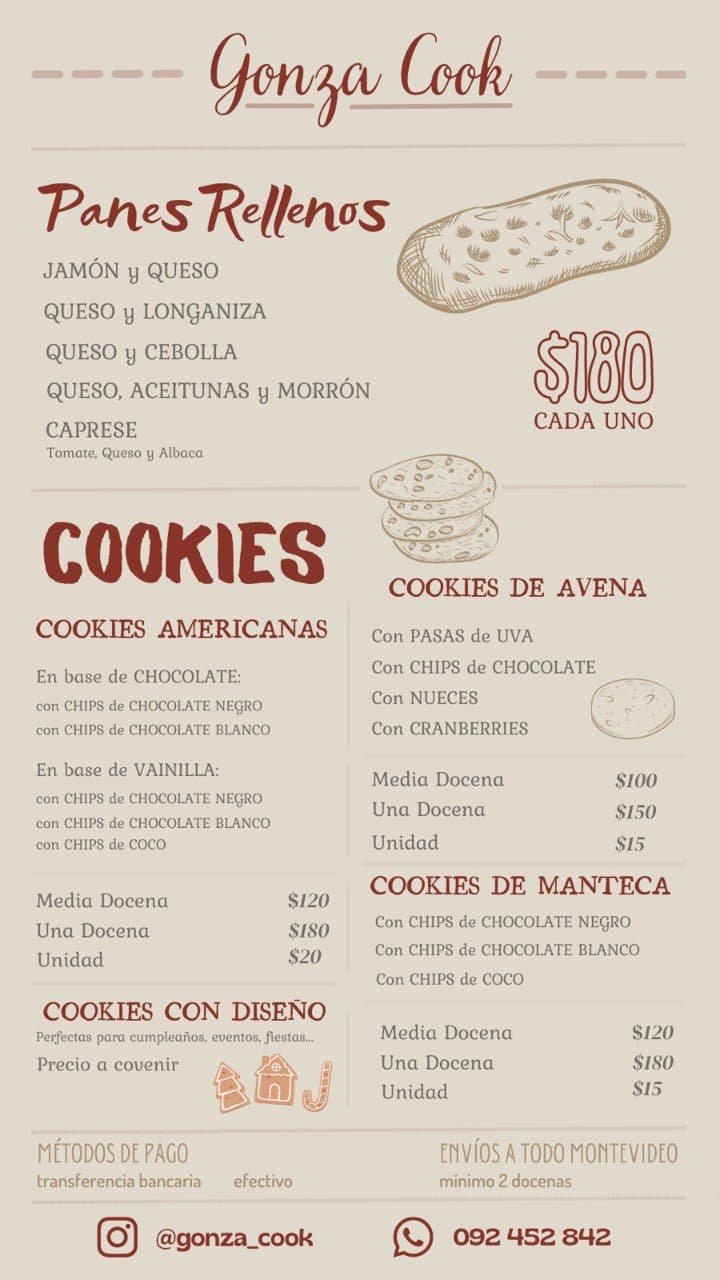 Gonza Cook
Panes Rellenos
JAMÓN y QUESO
QUESO y LONGANIZA
QUESO y CEBOLLA
QUESO, ACEITUNAS y MORRÓN
CAPRESE
Tomate, Queso y Albaca
$180
CADA UNO
COOKIES
COOKIES AMERICANAS
En base de CHOCOLATE:
con CHIPS de CHOCOLATE NEGRO
con CHIPS de CHOCOLATE BLANCO
En base de VAINILLA:
con CHIPS de CHOCOLATE NEGRO
con CHIPS de CHOCOLATE BLANCO
con CHIPS de COCO
Media Docena $120
Una Docena $180
Unidad $20
COOKIES CON DISEÑO
Perfectas para cumpleaños, eventos, fiestas...
Precio a covenir
COOKIES DE AVENA
Con PASAS de UVA
Con CHIPS de CHOCOLATE
Con NUECES
Con CRANBERRIES
Media Docena $100
Una Docena $150
Unidad $15
COOKIES DE MANTECA
Con CHIPS de CHOCOLATE NEGRO
Con CHIPS de CHOCOLATE BLANCO
Con CHIPS de COCO
Media Docena $120
Una Docena $180
Unidad $15
MÉTODOS DE PAGO
transferencia bancaria efectivo
ENVÍOS A TODO MONTEVIDEO
mínimo 2 docenas
@gonza_cook
092 452 842